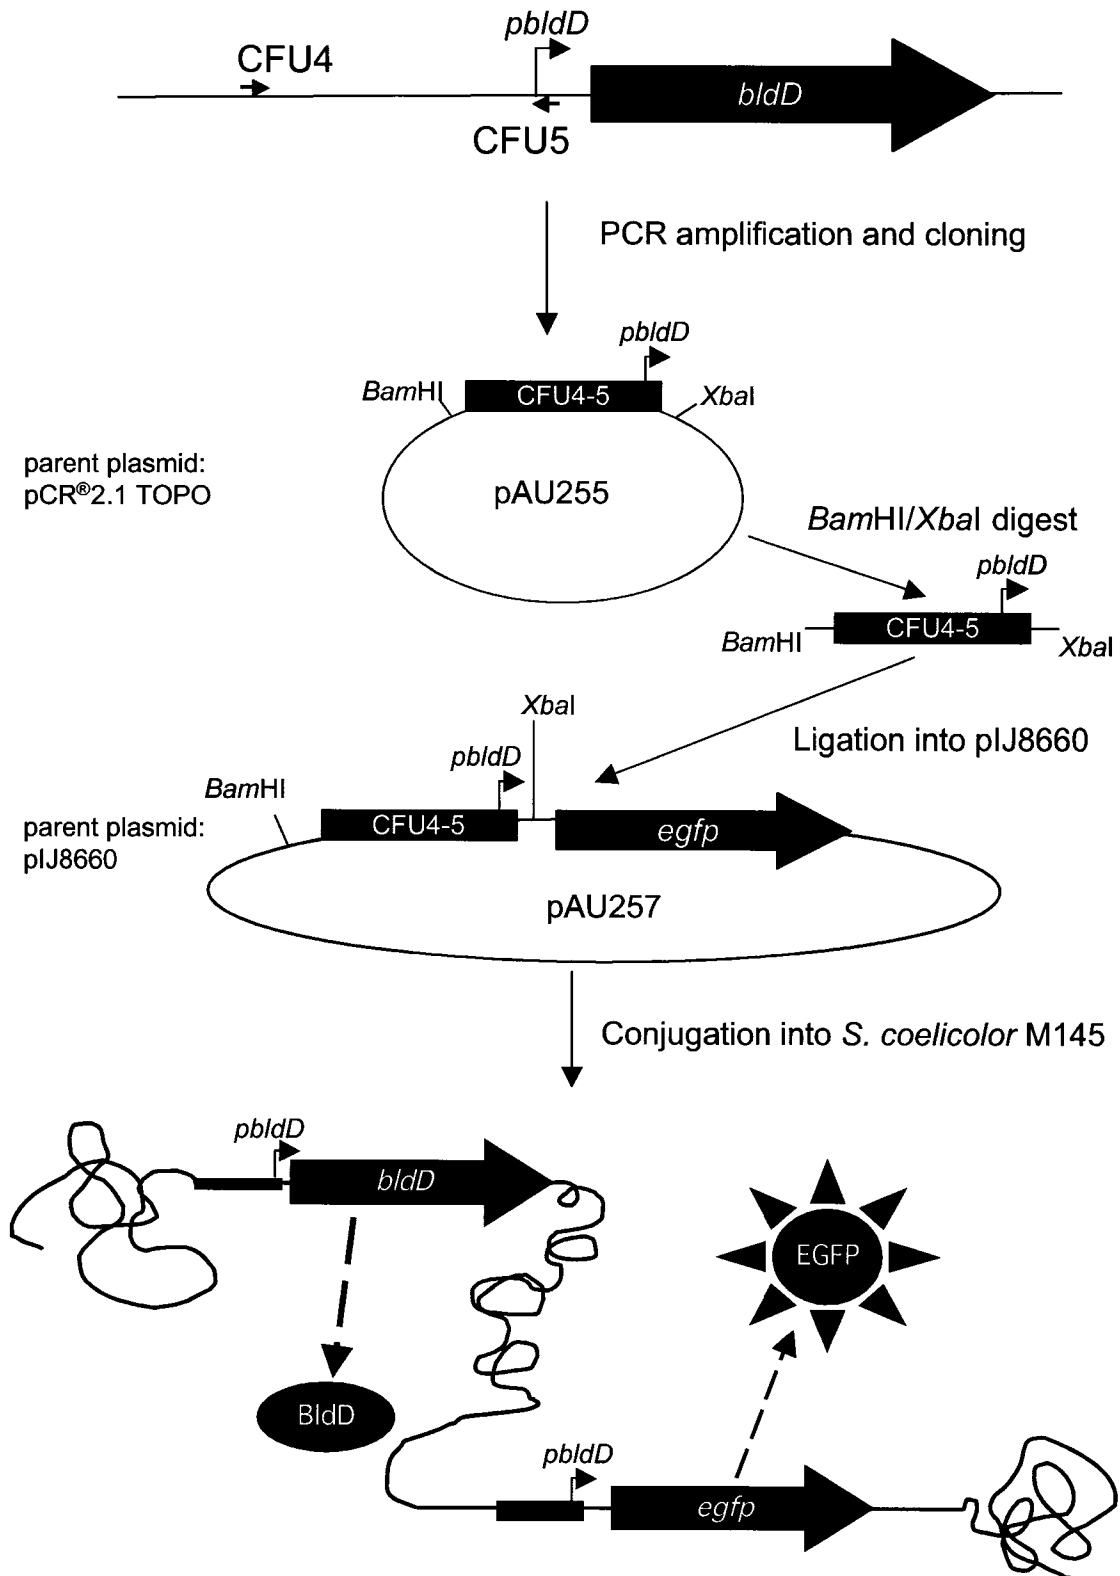 pbldD
CFU4
bldD
CFU5
PCR amplification and cloning
pbldD
BamHI
CFU4-5
XbaI
parent plasmid:
pCR®2.1 TOPO
pAU255
BamHI/XbaI digest
pbldD
CFU4-5
BamHI
XbaI
XbaI
Ligation into pIJ8660
pbldD
BamHI
parent plasmid:
pIJ8660
CFU4-5
egfp
pAU257
Conjugation into S. coelicolor M145
pbldD
bldD
EGFP
BldD
pbldD
egfp